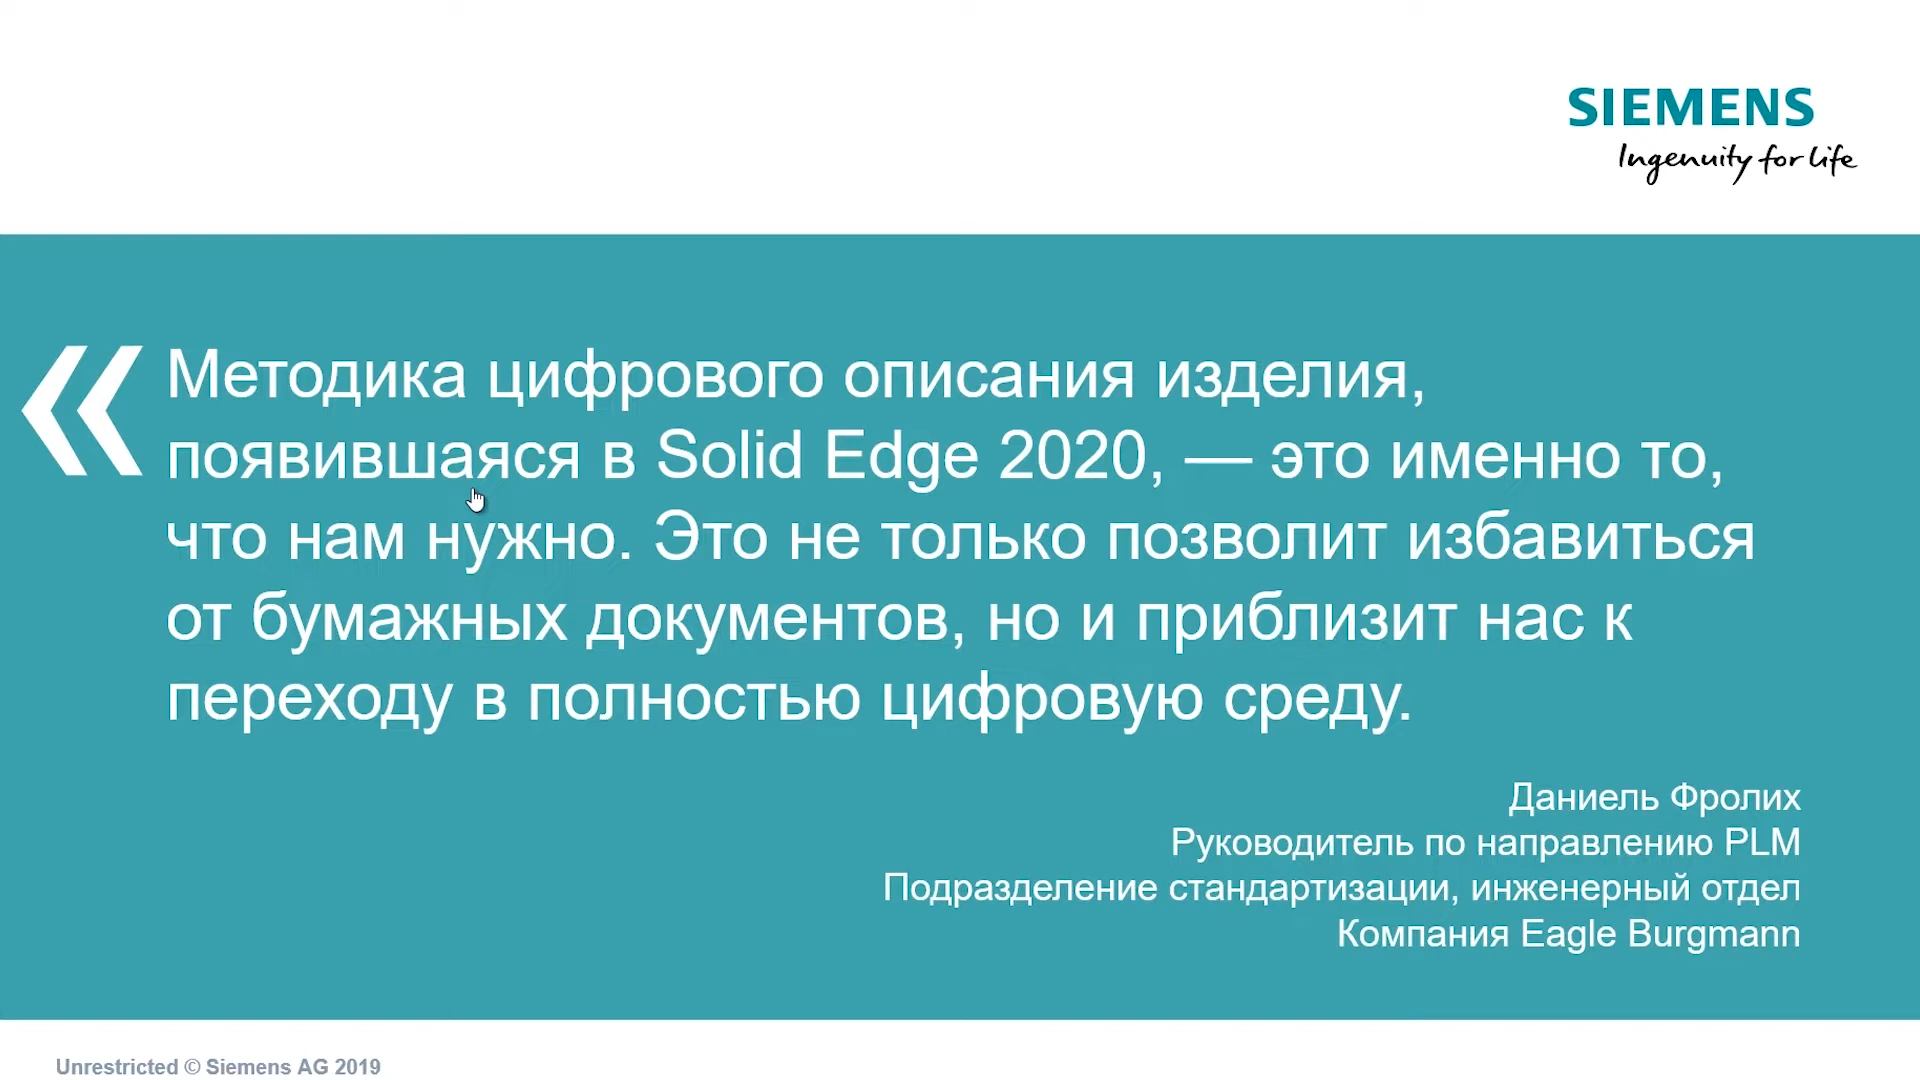 SIEMENS
Ingenuity for life
« Методика цифрового описания изделия,
появившаяся в Solid Edge 2020, — это именно то,
что нам нужно. Это не только позволит избавиться
от бумажных документов, но и приблизит нас к
переходу в полностью цифровую среду.
Даниель Фролих
Руководитель по направлению PLM
Подразделение стандартизации, инженерный отдел
Компания Eagle Burgmann
Unrestricted © Siemens AG 2019